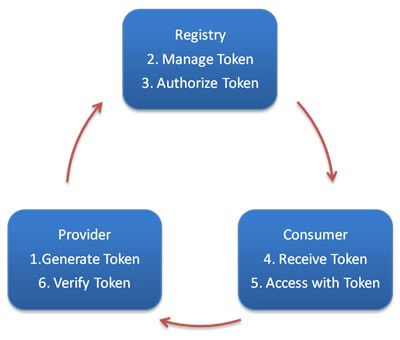 Registry
2. Manage Token
3. Authorize Token
Provider
1.Generate Token
6. Verify Token
Consumer
4. Receive Token
5. Access with Token